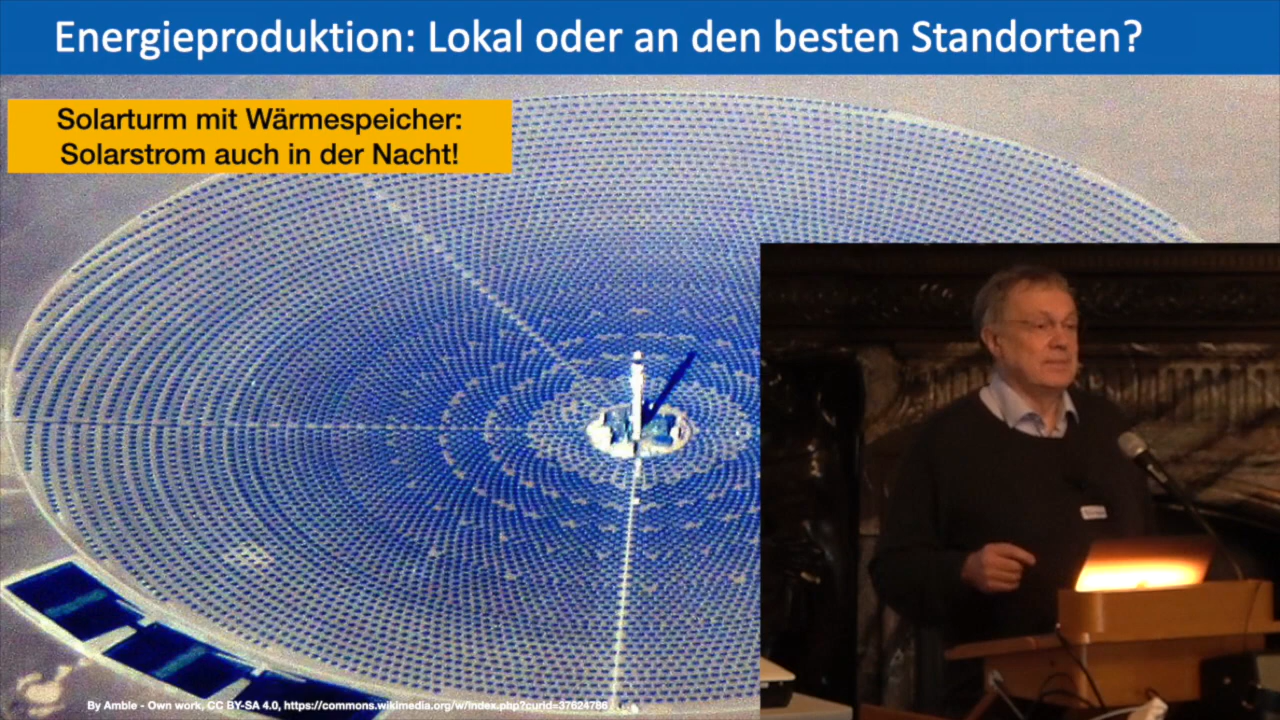 Energieproduktion: Lokal oder an den besten Standorten?
Solarturm mit Wärmespeicher:
Solarstrom auch in der Nacht!
By Amble - Own work, CC BY-SA 4.0, https://commons.wikimedia.org/w/index.php?curid=37624786